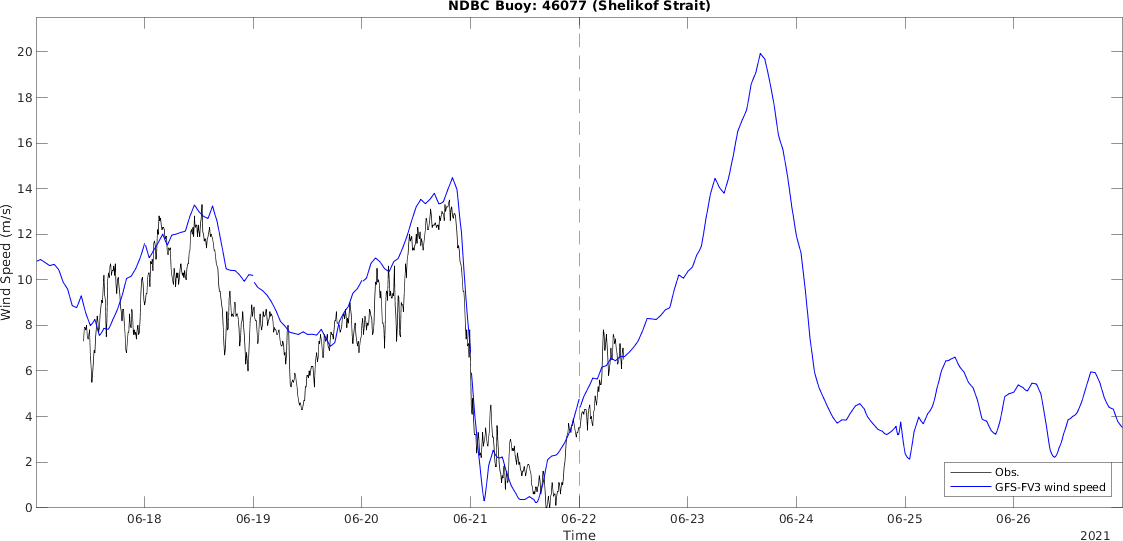 NDBC Buoy: 46077 (Shelikof Strait)
20
18
16
14
12
10
8
6
4
2
0
Wind Speed (m/s)
Obs.
GFS-FV3 wind speed
06-18 06-19 06-20 06-21 06-22 06-23 06-24 06-25 06-26
Time
2021